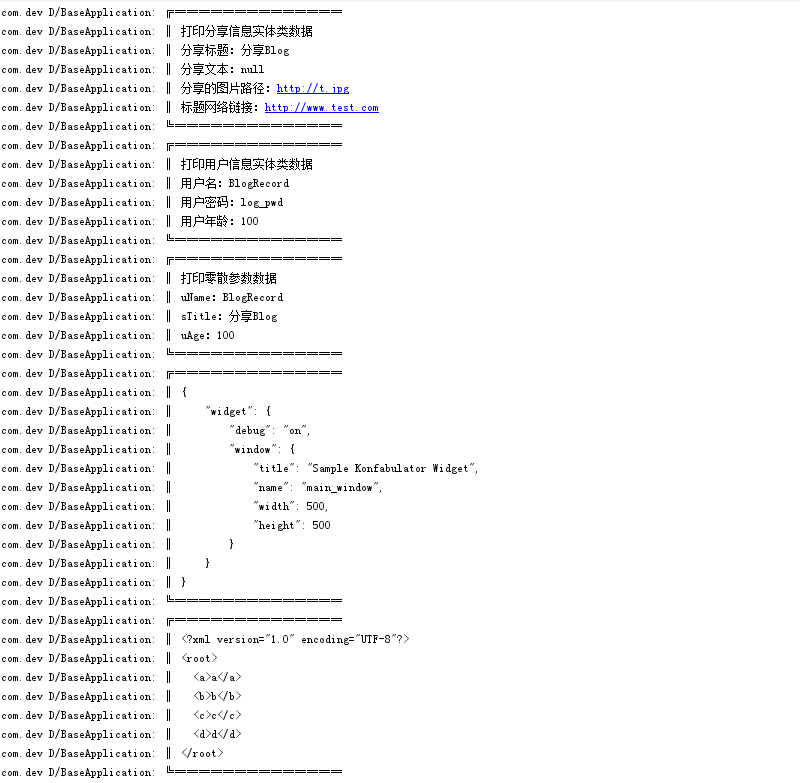 com.dev D/BaseApplication: ╔═══════════════════
com.dev D/BaseApplication: ║ 打印分享信息实体类数据
com.dev D/BaseApplication: ║ 分享标题：分享Blog
com.dev D/BaseApplication: ║ 分享文本：null
com.dev D/BaseApplication: ║ 分享的图片路径：http://t.jpg
com.dev D/BaseApplication: ║ 标题网络链接：http://www.test.com
com.dev D/BaseApplication: ╚═══════════════════
com.dev D/BaseApplication: ╔═══════════════════
com.dev D/BaseApplication: ║ 打印用户信息实体类数据
com.dev D/BaseApplication: ║ 用户名：BlogRecord
com.dev D/BaseApplication: ║ 用户密码：log_pwd
com.dev D/BaseApplication: ║ 用户年龄：100
com.dev D/BaseApplication: ╚═══════════════════
com.dev D/BaseApplication: ╔═══════════════════
com.dev D/BaseApplication: ║ 打印零散参数数据
com.dev D/BaseApplication: ║ uName：BlogRecord
com.dev D/BaseApplication: ║ sTitle：分享Blog
com.dev D/BaseApplication: ║ uAge：100
com.dev D/BaseApplication: ╚═══════════════════
com.dev D/BaseApplication: ╔═══════════════════
com.dev D/BaseApplication: ║ {
com.dev D/BaseApplication: ║     "widget": {
com.dev D/BaseApplication: ║         "debug": "on",
com.dev D/BaseApplication: ║         "window": {
com.dev D/BaseApplication: ║             "title": "Sample Konfabulator Widget",
com.dev D/BaseApplication: ║             "name": "main_window",
com.dev D/BaseApplication: ║             "width": 500,
com.dev D/BaseApplication: ║             "height": 500
com.dev D/BaseApplication: ║         }
com.dev D/BaseApplication: ║     }
com.dev D/BaseApplication: ║ }
com.dev D/BaseApplication: ╚═══════════════════
com.dev D/BaseApplication: ╔═══════════════════
com.dev D/BaseApplication: ║ <?xml version="1.0" encoding="UTF-8"?>
com.dev D/BaseApplication: ║ <root>
com.dev D/BaseApplication: ║   <a>a</a>
com.dev D/BaseApplication: ║   <b>b</b>
com.dev D/BaseApplication: ║   <c>c</c>
com.dev D/BaseApplication: ║   <d>d</d>
com.dev D/BaseApplication: ║ </root>
com.dev D/BaseApplication: ╚═══════════════════